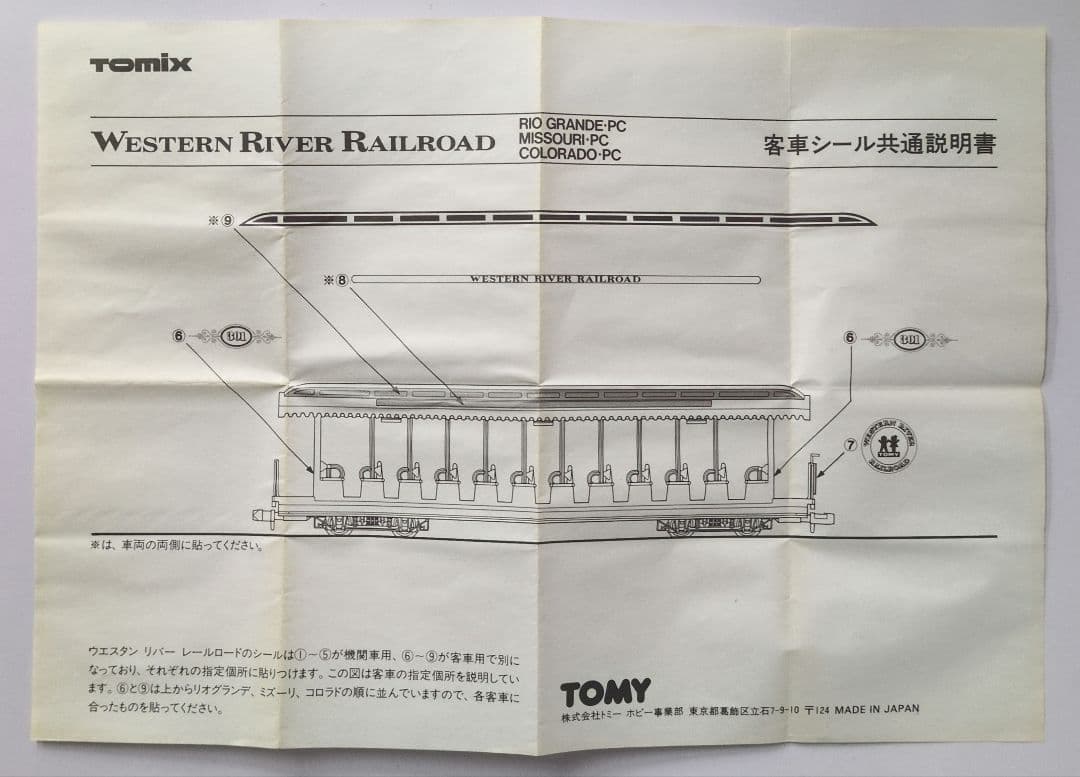 TOMIX
WESTERN RIVER RAILROAD
RIO GRANDE·PC
MISSOURI·PC
COLORADO·PC
客車シール共通説明書
※⑨
※⑧
WESTERN RIVER RAILROAD
⑥
301
⑥
301
⑦
WESTERN RIVER
TOMY
RAILROAD
※は、車両の両側に貼ってください。
ウエスタン リバー レールロードのシールは①～⑤が機関車用、⑥～⑨が客車用で別に
なっており、それぞれの指定個所に貼りつけます。この図は客車の指定個所を説明してい
ます。⑥と⑨は上からリオグランデ、ミズーリ、コロラドの順に並んでいますので、各客車に
合ったものを貼ってください。
TOMY
株式会社トミー ホビー事業部 東京都葛飾区立石7-9-10 〒124 MADE IN JAPAN